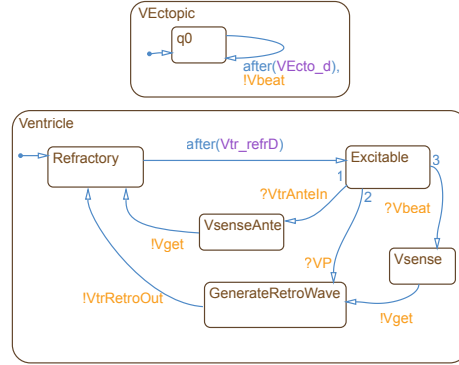 VEctopic
q0
after(VEcto_d),
!Vbeat
Ventricle
Refractory
after(Vtr_refrD)
Excitable
1
2
3
?VtrAnteIn
?Vbeat
VsenseAnte
!Vget
?VP
Vsense
!VtrRetroOut
GenerateRetroWave
!Vget